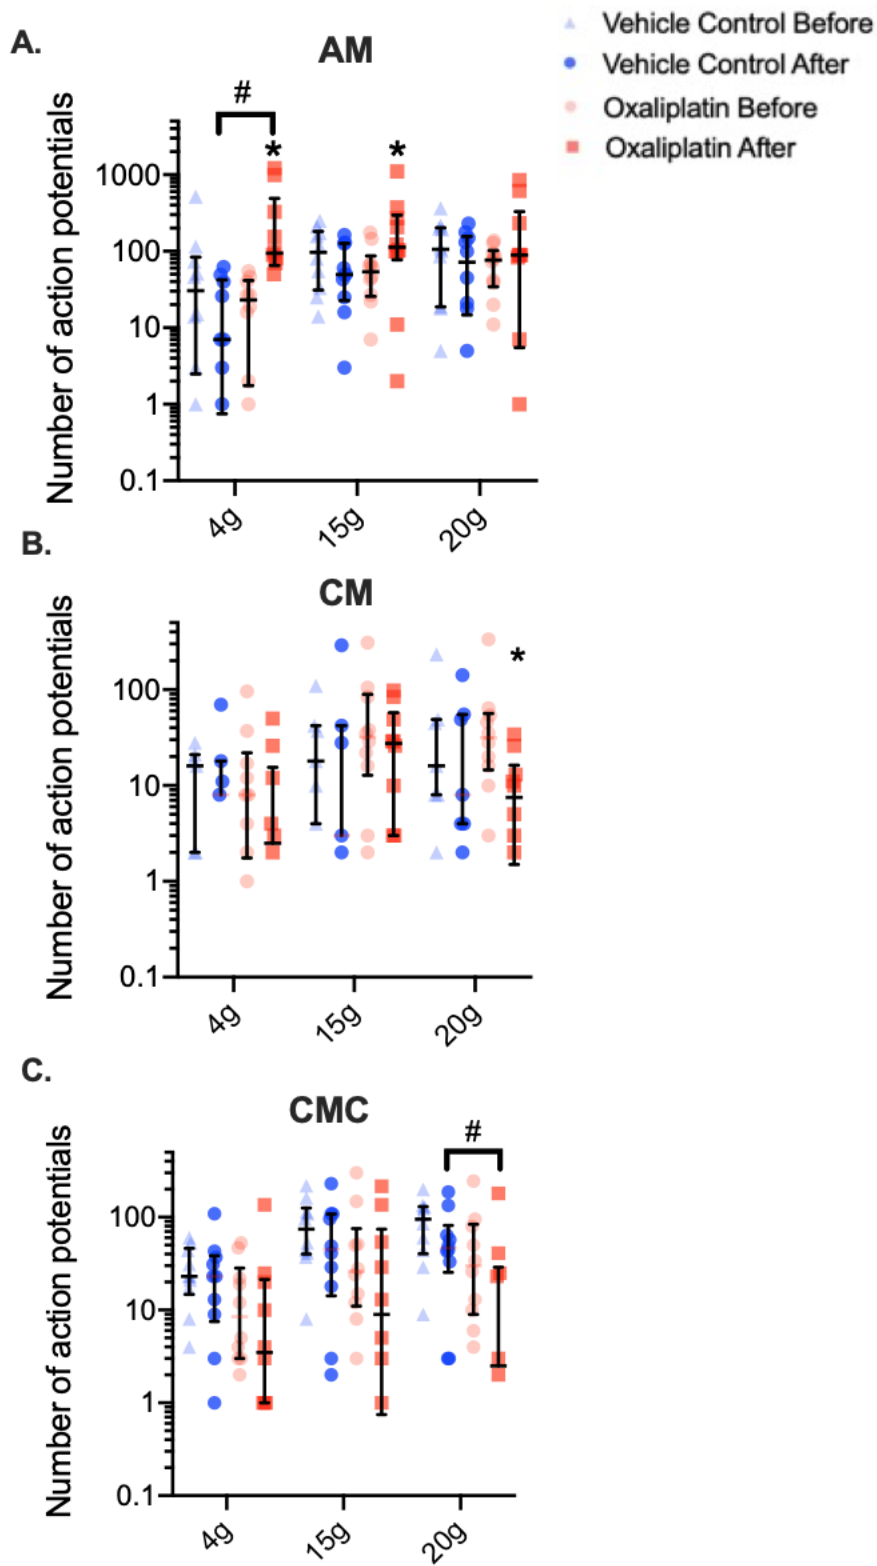 A.
AM
Vehicle Control Before
Vehicle Control After
Oxaliplatin Before
Oxaliplatin After
Number of action potentials
#
*
*
1000
100
10
1
0.1
4g
15g
20g
B.
CM
Number of action potentials
*
100
10
1
0.1
4g
15g
20g
C.
CMC
Number of action potentials
#
100
10
1
0.1
4g
15g
20g